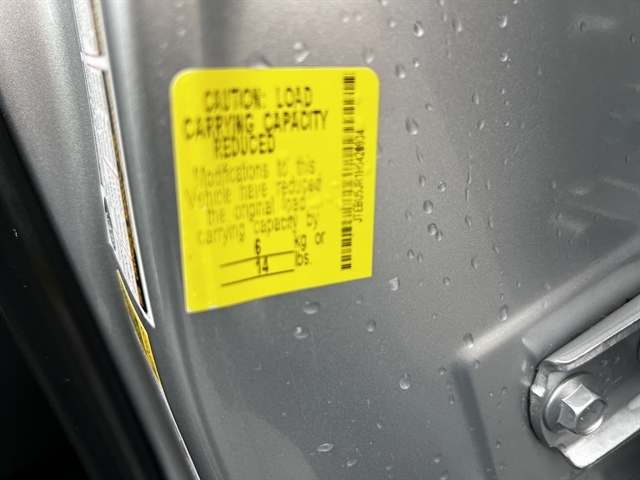 CAUTION: LOAD
CARRYING CAPACITY
REDUCED
Modifications to this
Vehicle have reduced
the original load
carrying capacity by
6 kg or
14 lbs.